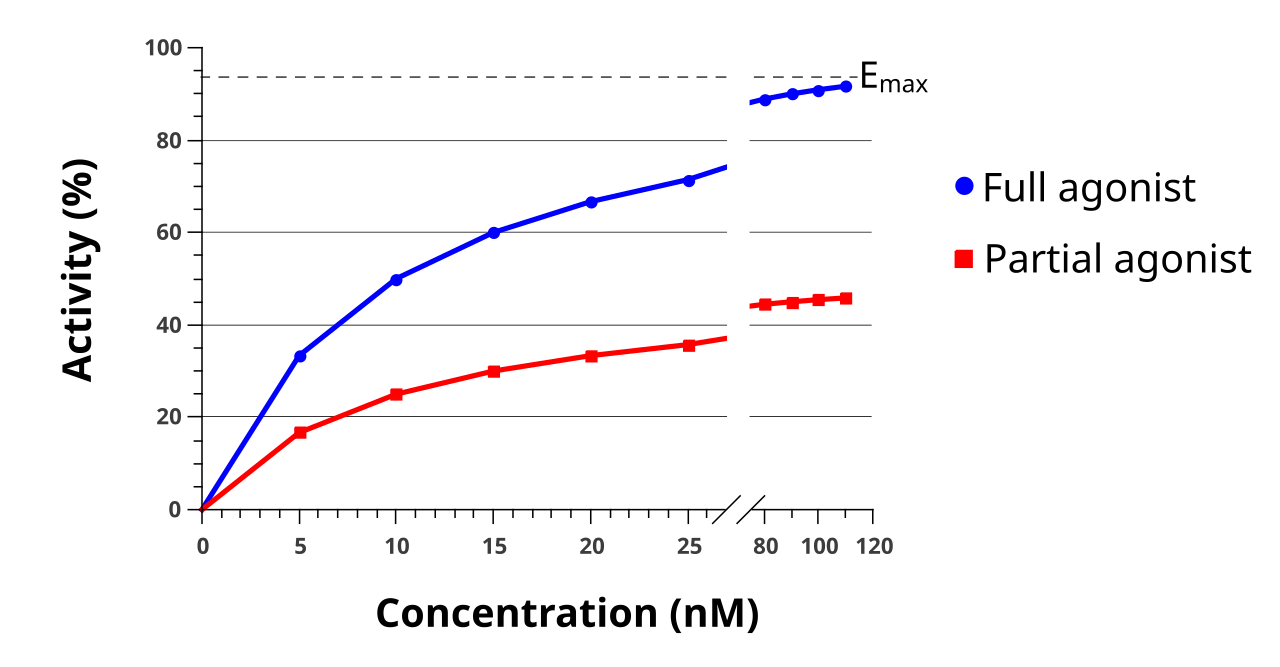 100
80
60
40
20
0
Activity (%)
E_max
Full agonist
Partial agonist
0 5 10 15 20 25 80 100 120
Concentration (nM)